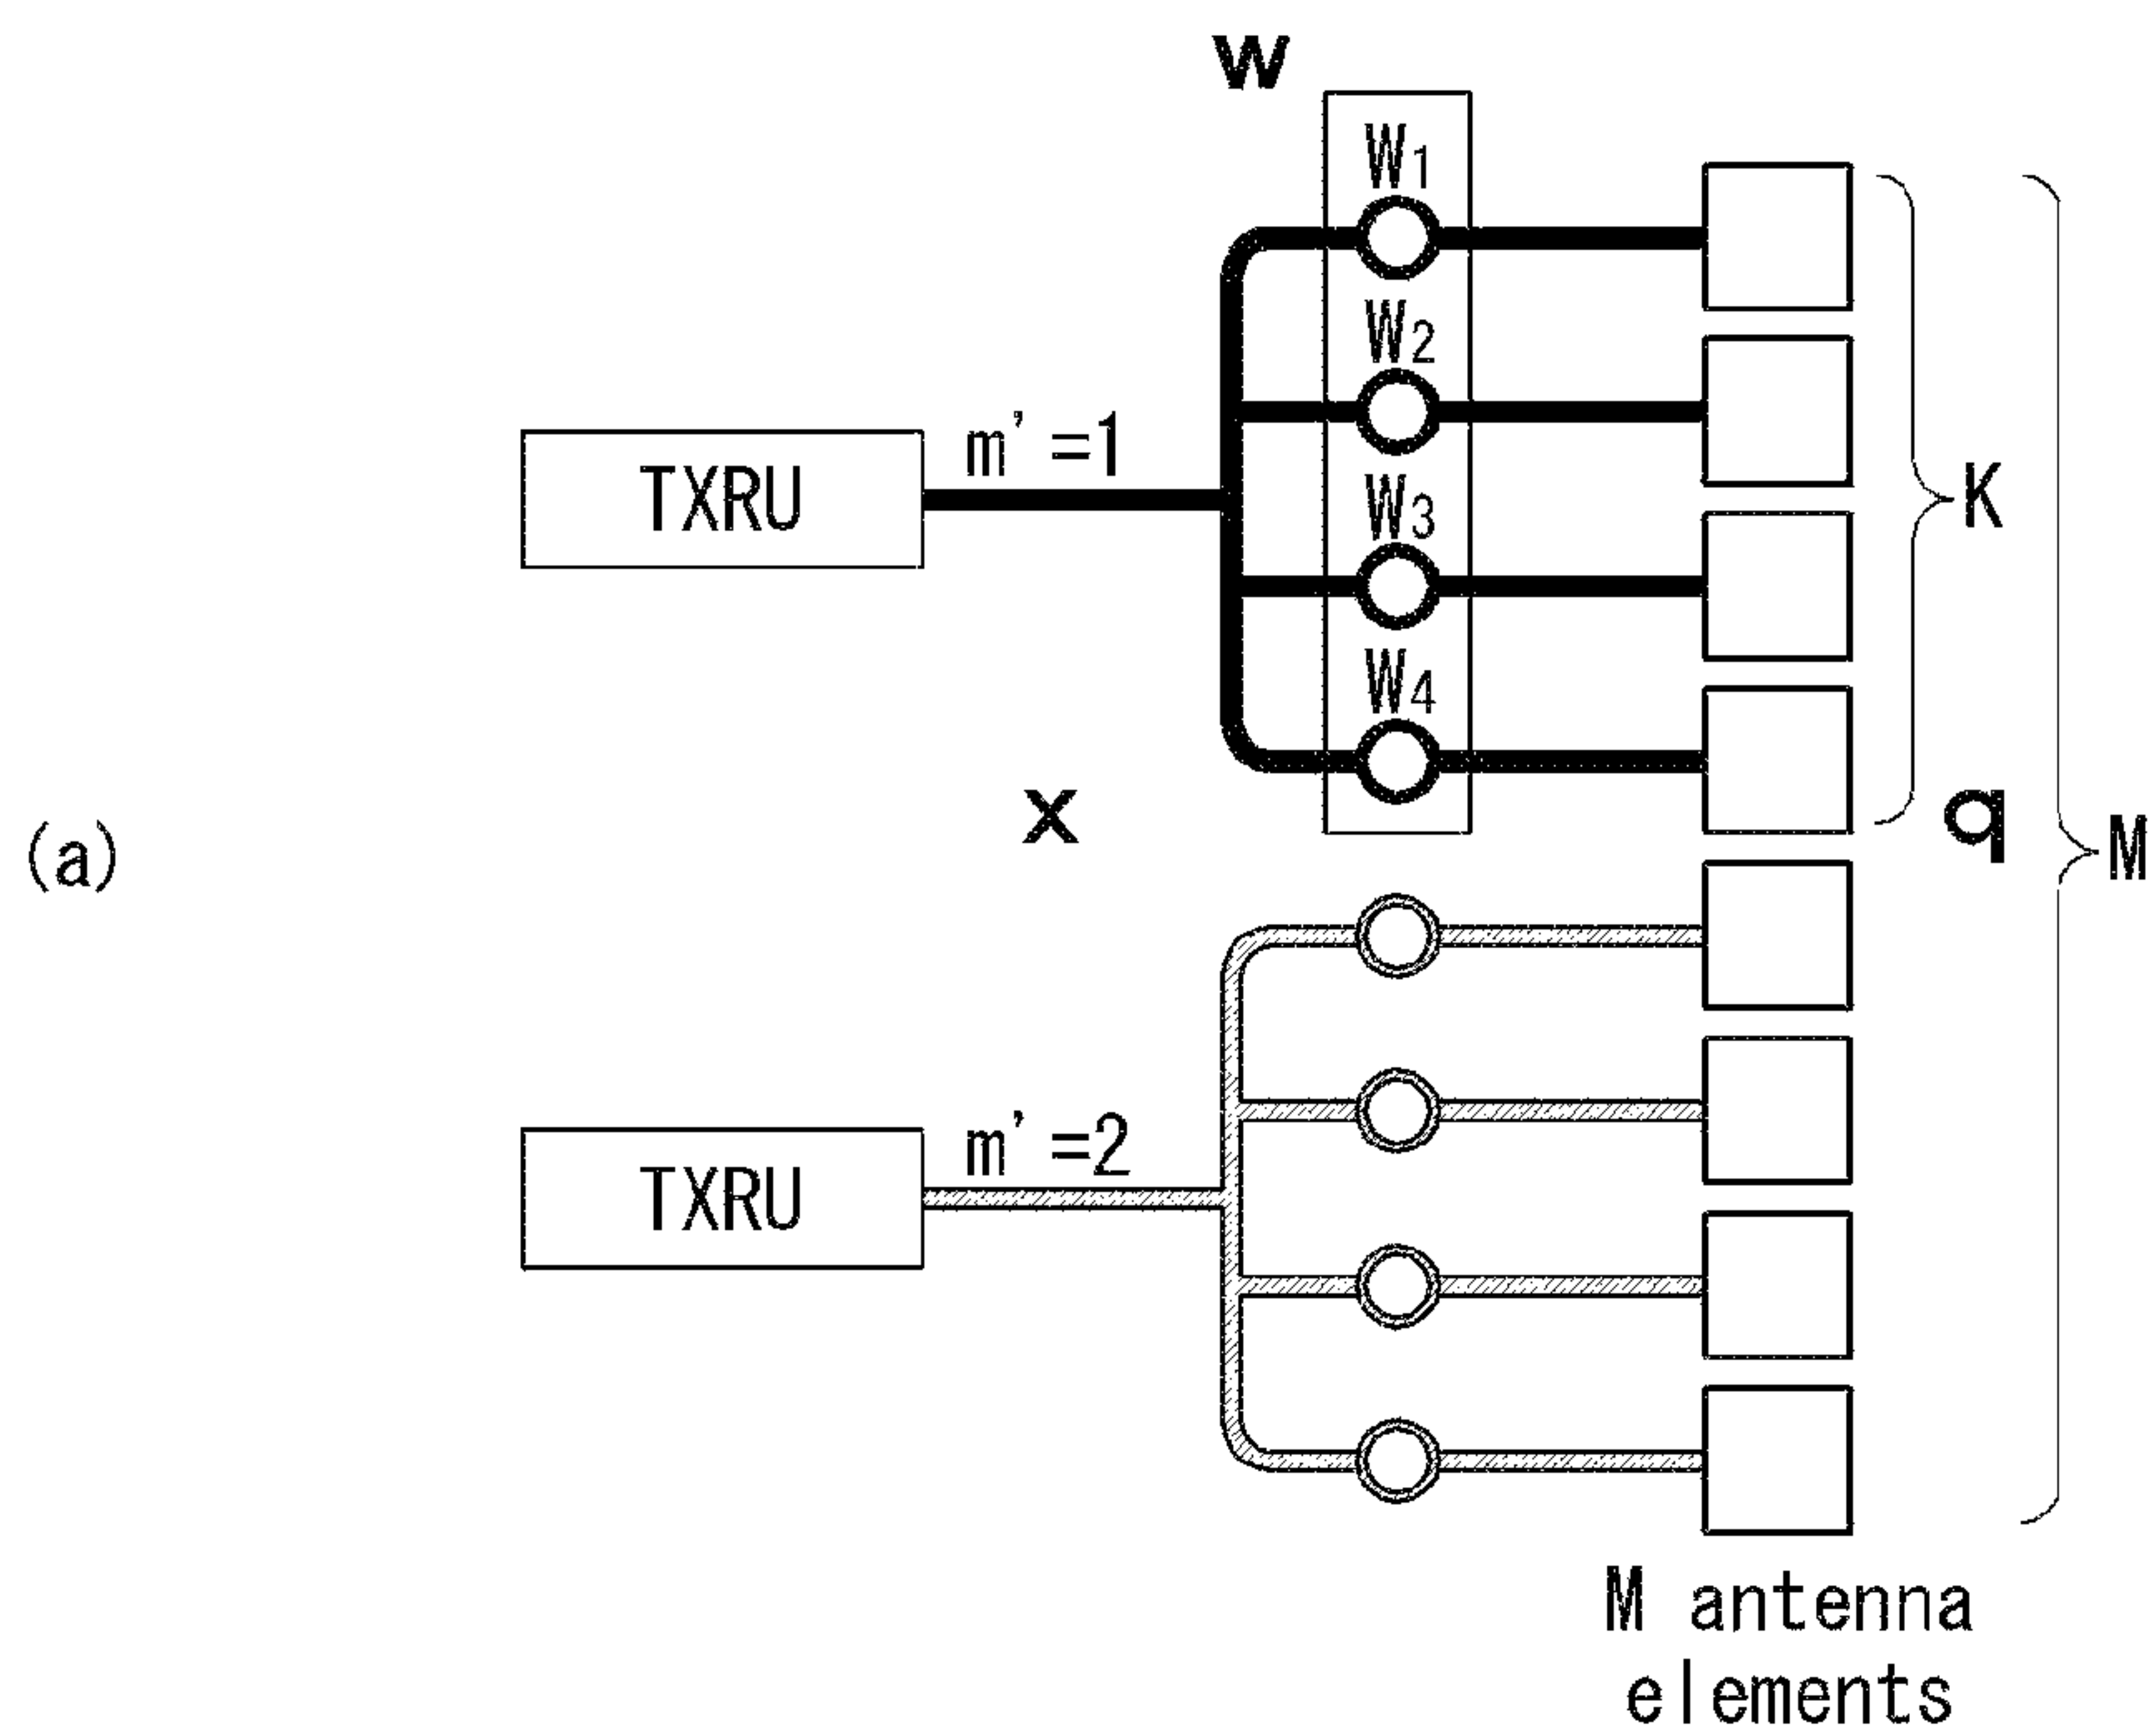 w
W1
W2
m'=1
TXRU
K
W3
W4
x
q
(a)
M
m'=2
TXRU
M antenna
elements